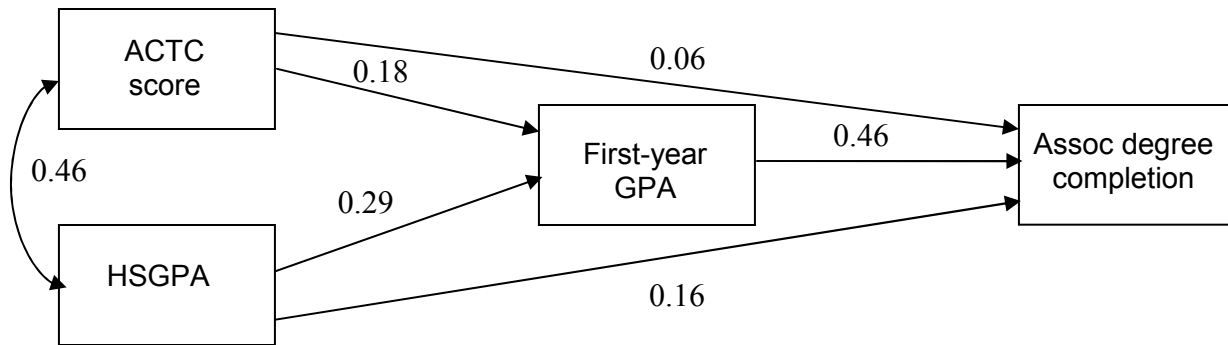 ACTC
score
0.06
0.18
First-year
GPA
0.46
Assoc degree
completion
0.46
0.29
HSGPA
0.16